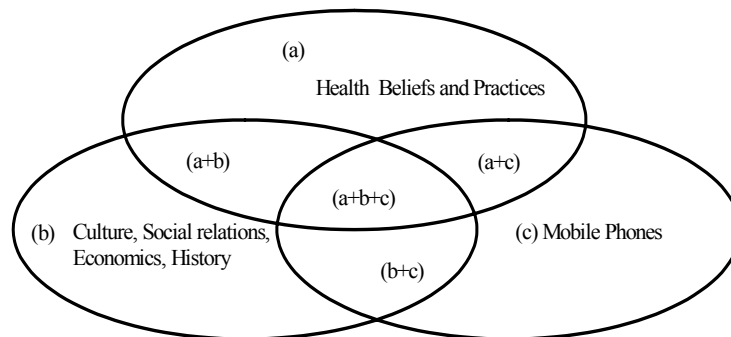 (a)
Health Beliefs and Practices
(a+b)
(a+c)
(a+b+c)
(b) Culture, Social relations,
Economics, History
(c) Mobile Phones
(b+c)